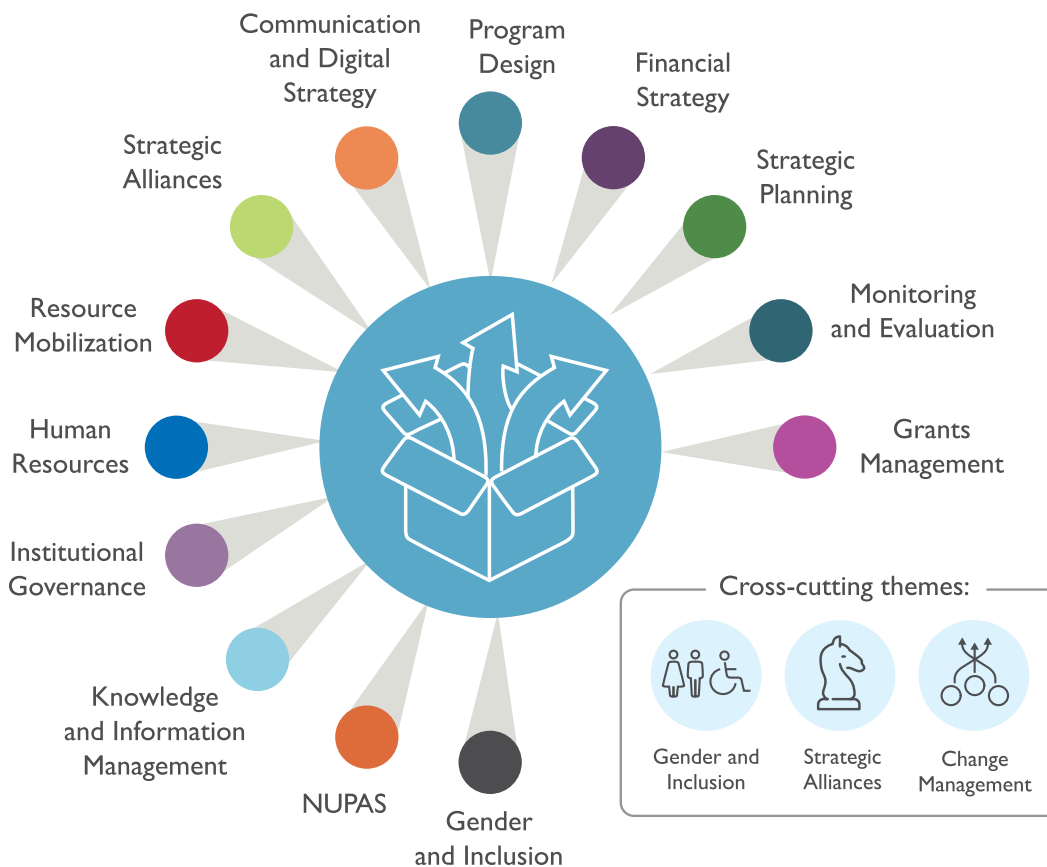 Communication
and Digital
Strategy
Program
Design
Financial
Strategy
Strategic
Planning
Monitoring
and Evaluation
Grants
Management
Strategic
Alliances
Resource
Mobilization
Human
Resources
Institutional
Governance
Knowledge
and Information
Management
NUPAS
Gender
and Inclusion
Cross-cutting themes:
Gender and
Inclusion
Strategic
Alliances
Change
Management